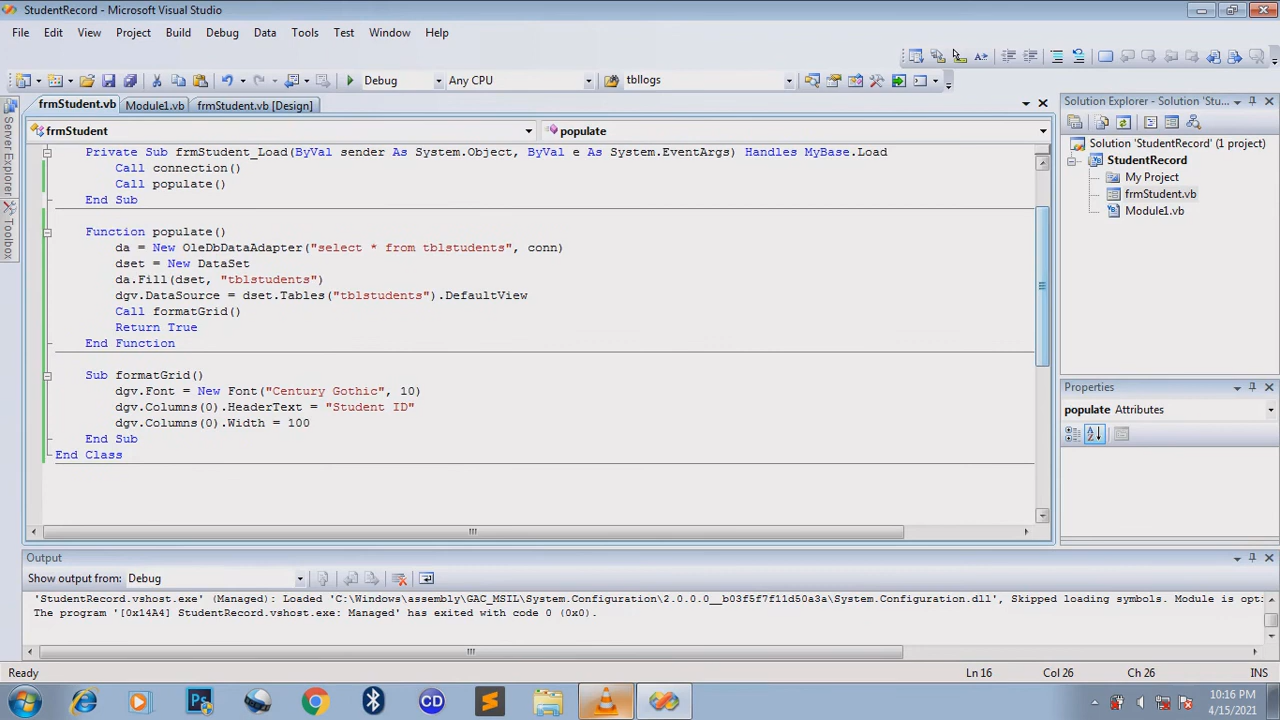 StudentRecord - Microsoft Visual Studio
File Edit View Project Build Debug Data Tools Test Window Help
Debug Any CPU tbllogs
frmStudent.vb Module1.vb frmStudent.vb [Design]
frmStudent populate
Private Sub frmStudent_Load(ByVal sender As System.Object, ByVal e As System.EventArgs) Handles MyBase.Load
Call connection()
Call populate()
End Sub
Function populate()
da = New OleDbDataAdapter("select * from tblstudents", conn)
dset = New DataSet
da.Fill(dset, "tblstudents")
dgv.DataSource = dset.Tables("tblstudents").DefaultView
Call formatGrid()
Return True
End Function
Sub formatGrid()
dgv.Font = New Font("Century Gothic", 10)
dgv.Columns(0).HeaderText = "Student ID"
dgv.Columns(0).Width = 100
End Sub
End Class
Server Explorer
Toolbox
Solution Explorer - Solution 'Stu...
Solution 'StudentRecord' (1 project)
StudentRecord
My Project
frmStudent.vb
Module1.vb
Properties
populate Attributes
Output
Show output from: Debug
'StudentRecord.vshost.exe' (Managed): Loaded 'C:\Windows\assembly\GAC_MSIL\System.Configuration\2.0.0.0__b03f5f7f11d50a3a\System.Configuration.dll', Skipped loading symbols. Module is opti
The program '[0x14A4] StudentRecord.vshost.exe: Managed' has exited with code 0 (0x0).
Ready Ln 16 Col 26 Ch 26 INS
Ps CD
10:16 PM
4/15/2021